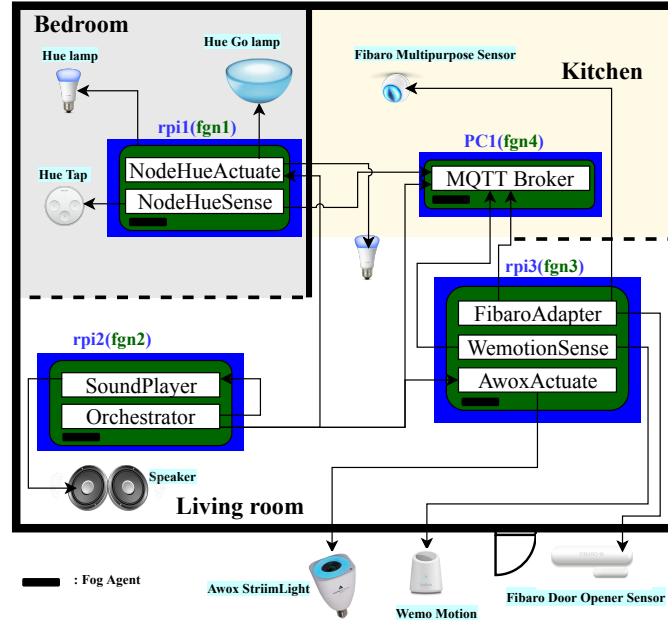 Bedroom
Hue lamp
Hue Go lamp
Fibaro Multipurpose Sensor
Kitchen
rpi1(fgn1)
PC1(fgn4)
Hue Tap
NodeHueActuate
NodeHueSense
MQTT Broker
rpi3(fgn3)
FibaroAdapter
WemotionSense
AwoxActuate
rpi2(fgn2)
SoundPlayer
Orchestrator
Speaker
Living room
: Fog Agent
Awox StriimLight
Wemo Motion
Fibaro Door Opener Sensor